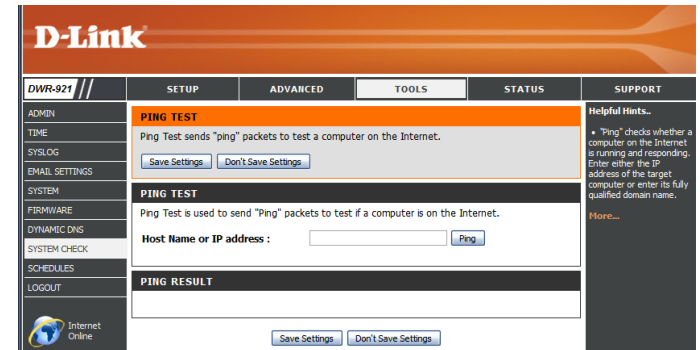 D-Link
DWR-921
SETUP
ADVANCED
TOOLS
STATUS
SUPPORT
ADMIN
TIME
SYSLOG
EMAIL SETTINGS
SYSTEM
FIRMWARE
DYNAMIC DNS
SYSTEM CHECK
SCHEDULES
LOGOUT
Internet
Online
PING TEST
Ping Test sends "ping" packets to test a computer on the Internet.
Save Settings Don't Save Settings
PING TEST
Ping Test is used to send "Ping" packets to test if a computer is on the Internet.
Host Name or IP address : Ping
PING RESULT
Save Settings Don't Save Settings
Helpful Hints..
• "Ping" checks whether a
computer on the Internet
is running and responding.
Enter either the IP
address of the target
computer or enter its fully
qualified domain name.
More...